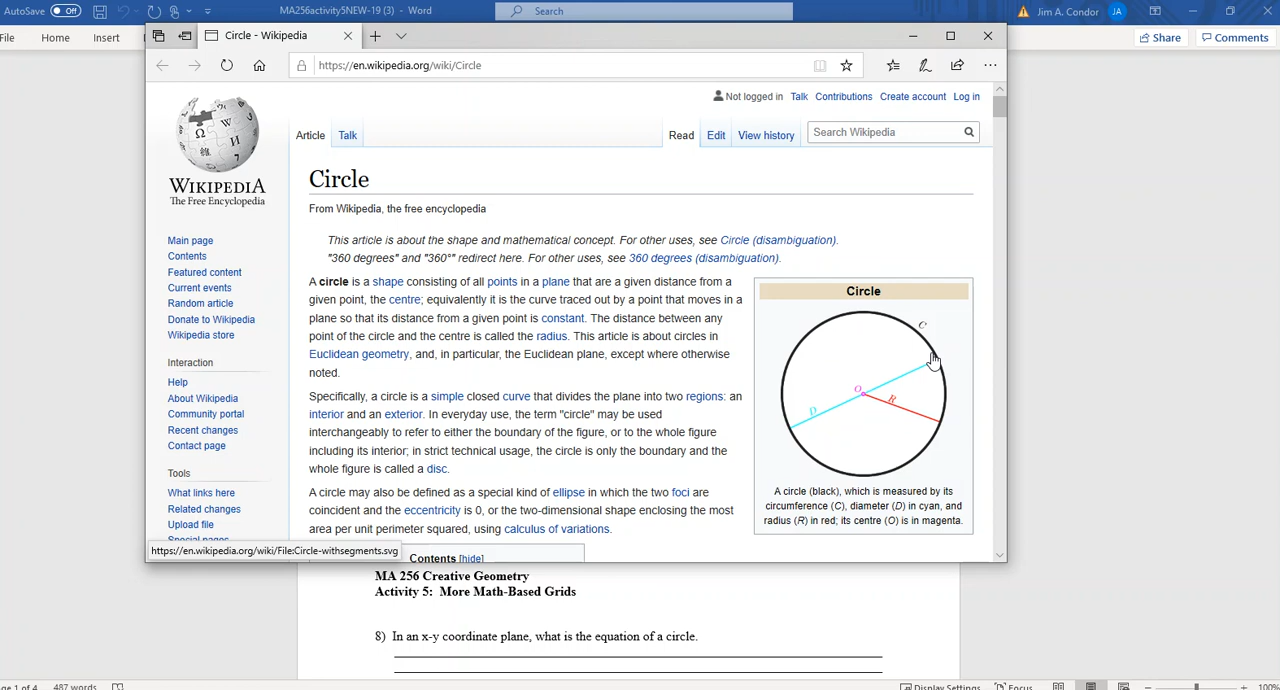 AutoSave Off MA256activity5NEW-19 (3) - Word Search Jim A. Condor JA
File Home Insert Share Comments
Circle - Wikipedia
https://en.wikipedia.org/wiki/Circle
Not logged in Talk Contributions Create account Log in
Article Talk Read Edit View history Search Wikipedia
WIKIPEDIA
The Free Encyclopedia
Main page
Contents
Featured content
Current events
Random article
Donate to Wikipedia
Wikipedia store
Interaction
Help
About Wikipedia
Community portal
Recent changes
Contact page
Tools
What links here
Related changes
Upload file
Special pages
https://en.wikipedia.org/wiki/File:Circle-withsegments.svg
Circle
From Wikipedia, the free encyclopedia
This article is about the shape and mathematical concept. For other uses, see Circle (disambiguation).
"360 degrees" and "360°" redirect here. For other uses, see 360 degrees (disambiguation).
A circle is a shape consisting of all points in a plane that are a given distance from a
given point, the centre; equivalently it is the curve traced out by a point that moves in a
plane so that its distance from a given point is constant. The distance between any
point of the circle and the centre is called the radius. This article is about circles in
Euclidean geometry, and, in particular, the Euclidean plane, except where otherwise
noted.
Specifically, a circle is a simple closed curve that divides the plane into two regions: an
interior and an exterior. In everyday use, the term "circle" may be used
interchangeably to refer to either the boundary of the figure, or to the whole figure
including its interior; in strict technical usage, the circle is only the boundary and the
whole figure is called a disc.
A circle may also be defined as a special kind of ellipse in which the two foci are
coincident and the eccentricity is 0, or the two-dimensional shape enclosing the most
area per unit perimeter squared, using calculus of variations.
Contents [hide]
Circle
C
O
D
R
A circle (black), which is measured by its
circumference (C), diameter (D) in cyan, and
radius (R) in red; its centre (O) is in magenta.
MA 256 Creative Geometry
Activity 5: More Math-Based Grids
8) In an x-y coordinate plane, what is the equation of a circle.
ge 1 of 4 487 words Display Settings Focus 100%